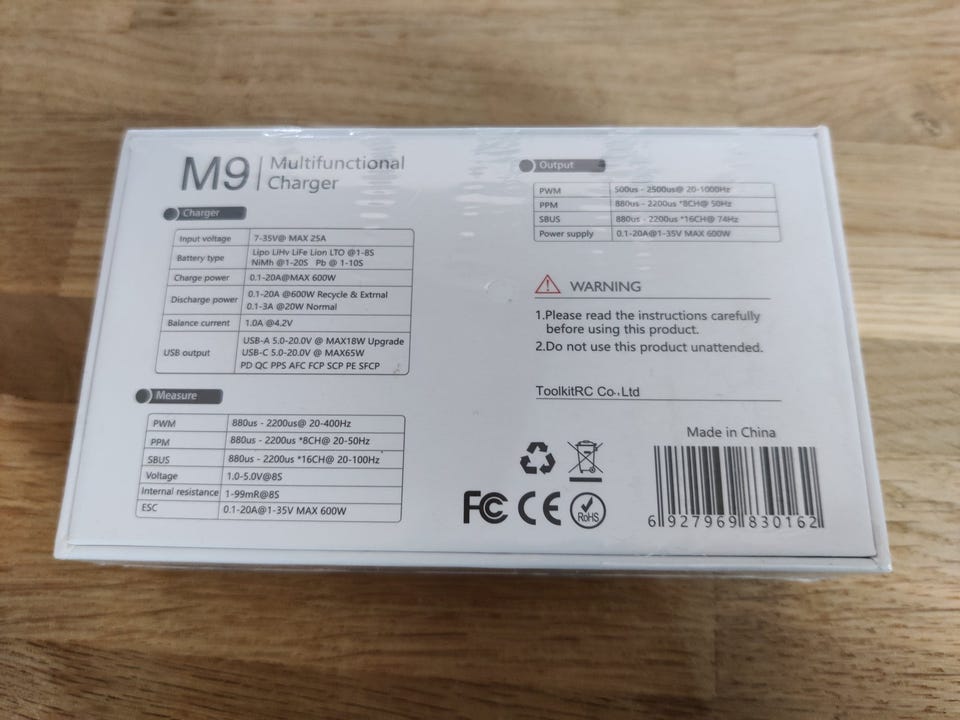 M9 | Multifunctional
Charger
Charger
Input voltage 7-35V@ MAX 25A
Battery type Lipo LiHv LiFe Lion LTO @1-8S
NiMh @1-20S Pb @ 1-10S
Charge power 0.1-20A@MAX 600W
Discharge power 0.1-20A @600W Recycle & Extrnal
0.1-3A @20W Normal
Balance current 1.0A @4.2V
USB output USB-A 5.0-20.0V @ MAX18W Upgrade
USB-C 5.0-20.0V @ MAX65W
PD QC PPS AFC FCP SCP PE SFCP
Measure
PWM 880us - 2200us@ 20-400Hz
PPM 880us - 2200us *8CH@ 20-50Hz
SBUS 880us - 2200us *16CH@ 20-100Hz
Voltage 1.0-5.0V@8S
Internal resistance 1-99mR@8S
ESC 0.1-20A@1-35V MAX 600W
Output
PWM 500us - 2500us@ 20-1000Hz
PPM 880us - 2200us *8CH@ 50Hz
SBUS 880us - 2200us *16CH@ 74Hz
Power supply 0.1-20A@1-35V MAX 600W
WARNING
1.Please read the instructions carefully
before using this product.
2.Do not use this product unattended.
ToolkitRC Co.,Ltd
Made in China
FC CE RoHS
6 927969 830162